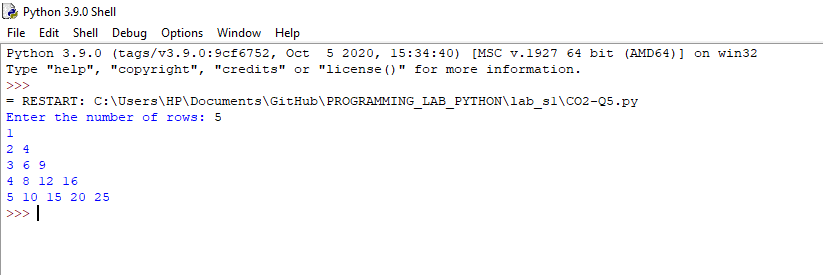 Python 3.9.0 Shell
File Edit Shell Debug Options Window Help
Python 3.9.0 (tags/v3.9.0:9cf6752, Oct  5 2020, 15:34:40) [MSC v.1927 64 bit (AMD64)] on win32
Type "help", "copyright", "credits" or "license()" for more information.
>>>
= RESTART: C:\Users\HP\Documents\GitHub\PROGRAMMING_LAB_PYTHON\lab_s1\CO2-Q5.py
Enter the number of rows: 5
1
2 4
3 6 9
4 8 12 16
5 10 15 20 25
>>>